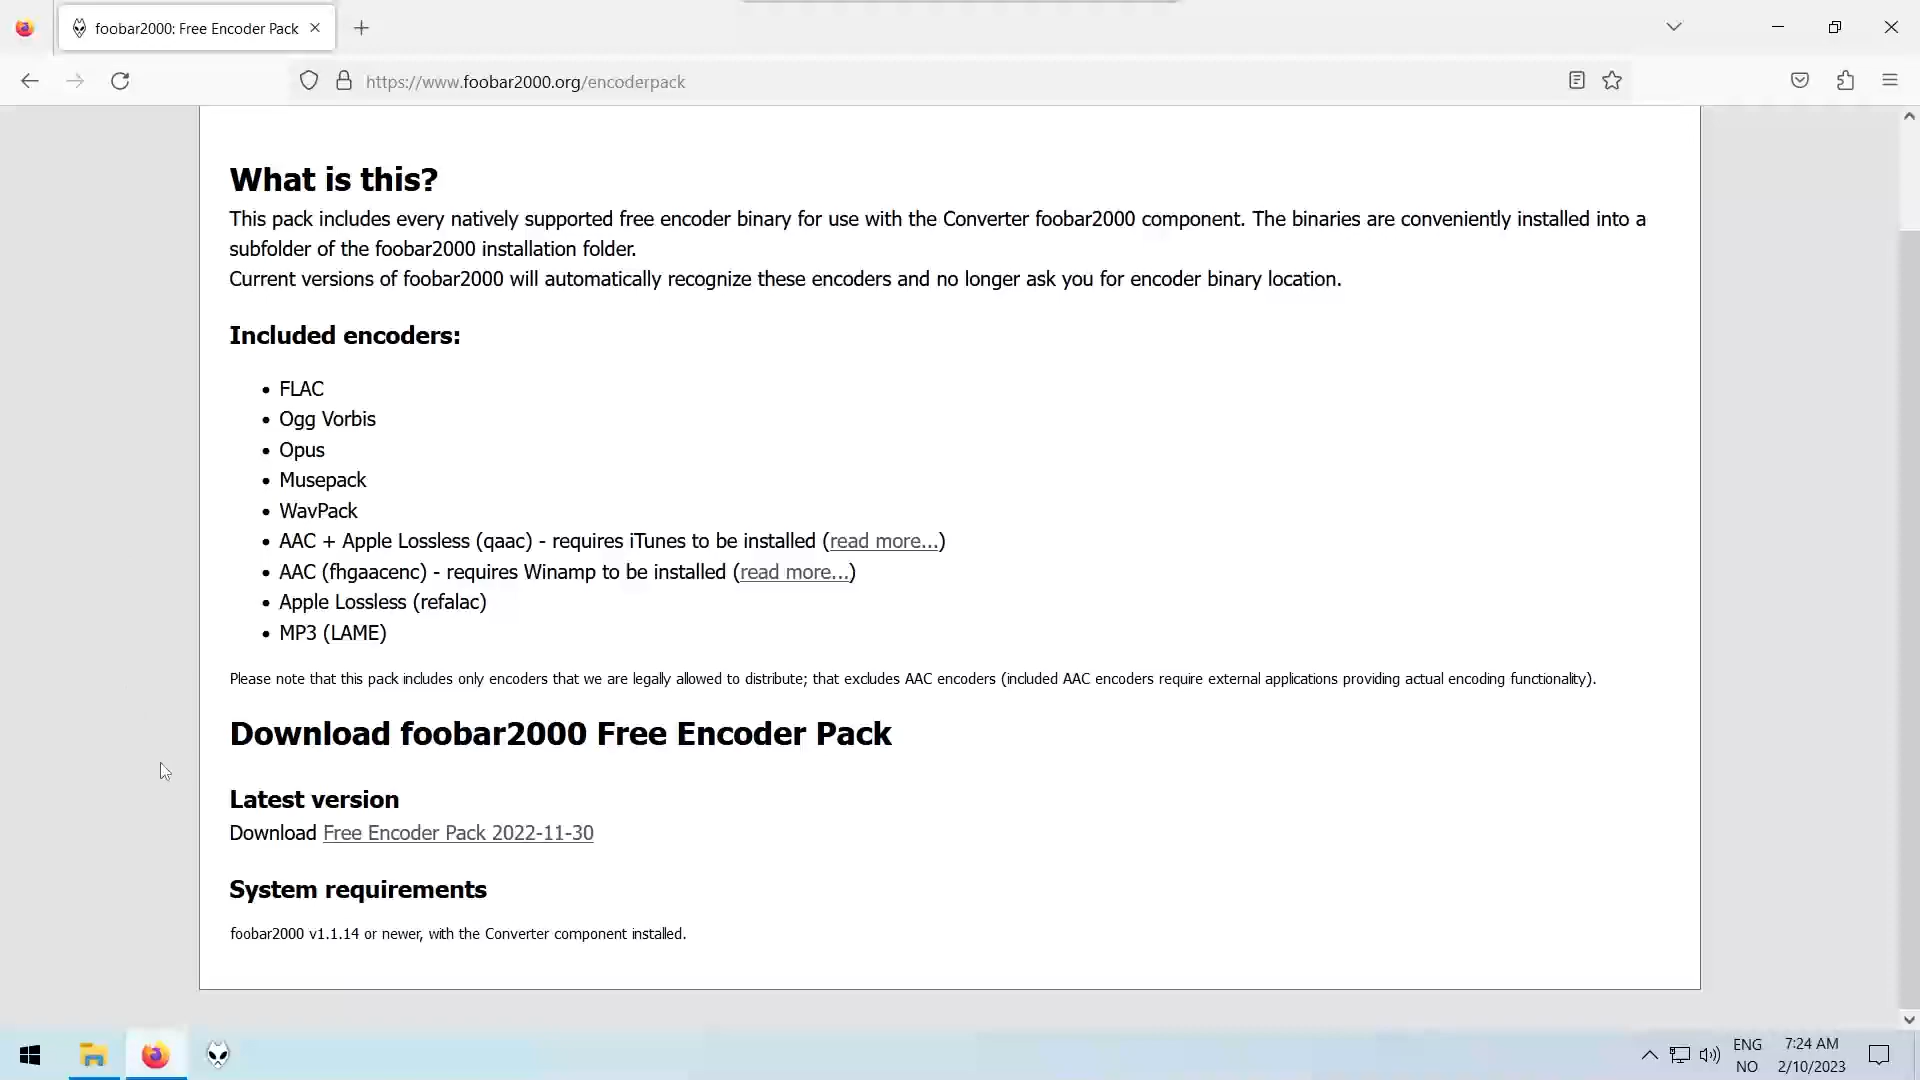 foobar2000: Free Encoder Pack
https://www.foobar2000.org/encoderpack
What is this?
This pack includes every natively supported free encoder binary for use with the Converter foobar2000 component. The binaries are conveniently installed into a
subfolder of the foobar2000 installation folder.
Current versions of foobar2000 will automatically recognize these encoders and no longer ask you for encoder binary location.
Included encoders:
• FLAC
• Ogg Vorbis
• Opus
• Musepack
• WavPack
• AAC + Apple Lossless (qaac) - requires iTunes to be installed (read more...)
• AAC (fhgaacenc) - requires Winamp to be installed (read more...)
• Apple Lossless (refalac)
• MP3 (LAME)
Please note that this pack includes only encoders that we are legally allowed to distribute; that excludes AAC encoders (included AAC encoders require external applications providing actual encoding functionality).
Download foobar2000 Free Encoder Pack
Latest version
Download Free Encoder Pack 2022-11-30
System requirements
foobar2000 v1.1.14 or newer, with the Converter component installed.
ENG 7:24 AM
NO 2/10/2023